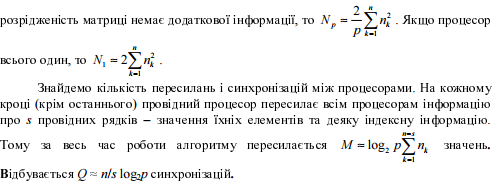 розрідженість матриці немає додаткової інформації, то $N_p \approx \frac{2}{p}\sum_{k=1}^{n} n_k^2$ . Якщо процесор
всього один, то $N_1 \approx 2\sum_{k=1}^{n} n_k^2$ .
Знайдемо кількість пересилань і синхронізацій між процесорами. На кожному
кроці (крім останнього) провідний процесор пересилає всім процесорам інформацію
про s провідних рядків – значення їхніх елементів та деяку індексну інформацію.
Тому за весь час роботи алгоритму пересилається $M \approx \log_2 p\sum_{k=1}^{n-s} n_k$ значень.
Відбувається $Q \approx n/s \log_2 p$ синхронізацій.